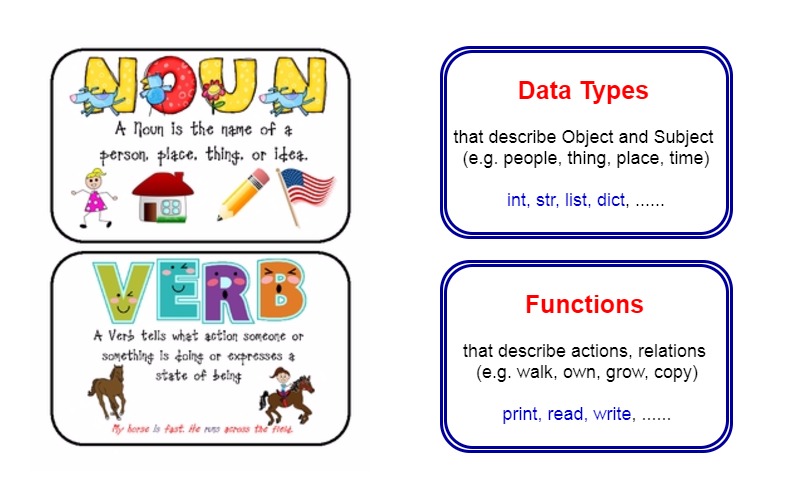 NOUN
A Noun is the name of a
person, place, thing, or idea.
VERB
A Verb tells what action someone or
something is doing or expresses a
state of being
My horse is fast. He runs across the field.
Data Types
that describe Object and Subject
(e.g. people, thing, place, time)
int, str, list, dict, ......
Functions
that describe actions, relations
(e.g. walk, own, grow, copy)
print, read, write, ......